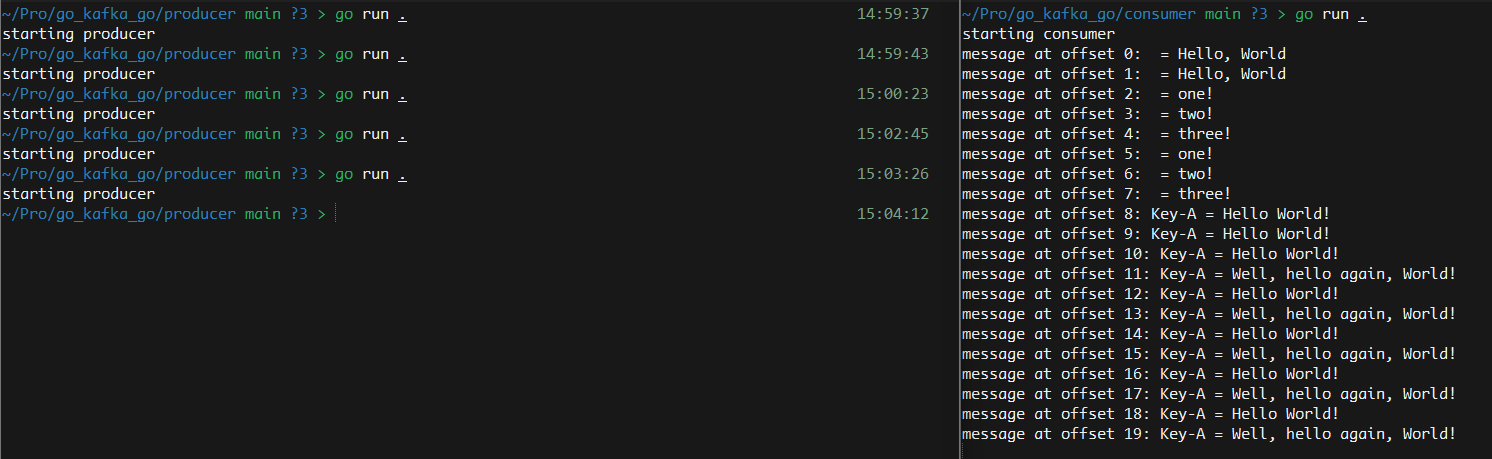 ~/Pro/go_kafka_go/producer main ?3 > go run . 14:59:37
starting producer
~/Pro/go_kafka_go/producer main ?3 > go run . 14:59:43
starting producer
~/Pro/go_kafka_go/producer main ?3 > go run . 15:00:23
starting producer
~/Pro/go_kafka_go/producer main ?3 > go run . 15:02:45
starting producer
~/Pro/go_kafka_go/producer main ?3 > go run . 15:03:26
starting producer
~/Pro/go_kafka_go/producer main ?3 > 15:04:12
~/Pro/go_kafka_go/consumer main ?3 > go run .
starting consumer
message at offset 0:  = Hello, World
message at offset 1:  = Hello, World
message at offset 2:  = one!
message at offset 3:  = two!
message at offset 4:  = three!
message at offset 5:  = one!
message at offset 6:  = two!
message at offset 7:  = three!
message at offset 8: Key-A = Hello World!
message at offset 9: Key-A = Hello World!
message at offset 10: Key-A = Hello World!
message at offset 11: Key-A = Well, hello again, World!
message at offset 12: Key-A = Hello World!
message at offset 13: Key-A = Well, hello again, World!
message at offset 14: Key-A = Hello World!
message at offset 15: Key-A = Well, hello again, World!
message at offset 16: Key-A = Hello World!
message at offset 17: Key-A = Well, hello again, World!
message at offset 18: Key-A = Hello World!
message at offset 19: Key-A = Well, hello again, World!